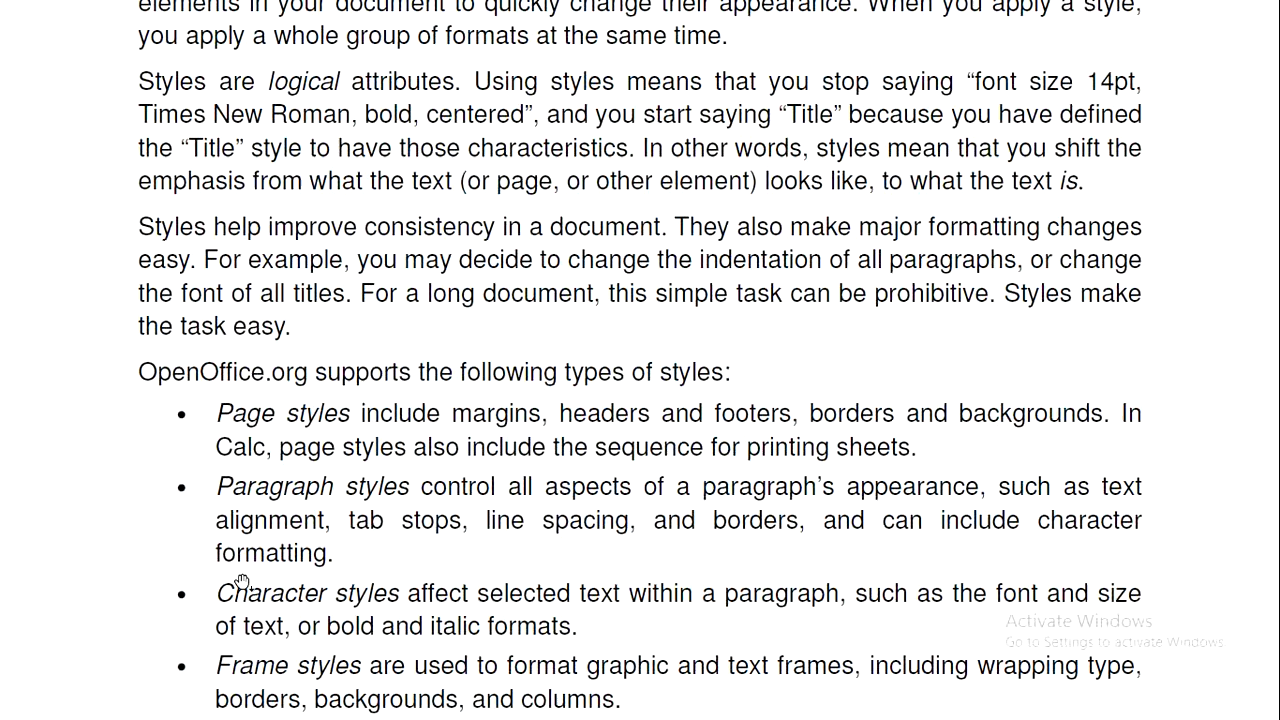 elements in your document to quickly change their appearance. When you apply a style,
you apply a whole group of formats at the same time.
Styles are logical attributes. Using styles means that you stop saying “font size 14pt,
Times New Roman, bold, centered”, and you start saying “Title” because you have defined
the “Title” style to have those characteristics. In other words, styles mean that you shift the
emphasis from what the text (or page, or other element) looks like, to what the text is.
Styles help improve consistency in a document. They also make major formatting changes
easy. For example, you may decide to change the indentation of all paragraphs, or change
the font of all titles. For a long document, this simple task can be prohibitive. Styles make
the task easy.
OpenOffice.org supports the following types of styles:
• Page styles include margins, headers and footers, borders and backgrounds. In
Calc, page styles also include the sequence for printing sheets.
• Paragraph styles control all aspects of a paragraph’s appearance, such as text
alignment, tab stops, line spacing, and borders, and can include character
formatting.
• Character styles affect selected text within a paragraph, such as the font and size
of text, or bold and italic formats.
Activate Windows
Go to Settings to activate Windows
• Frame styles are used to format graphic and text frames, including wrapping type,
borders, backgrounds, and columns.